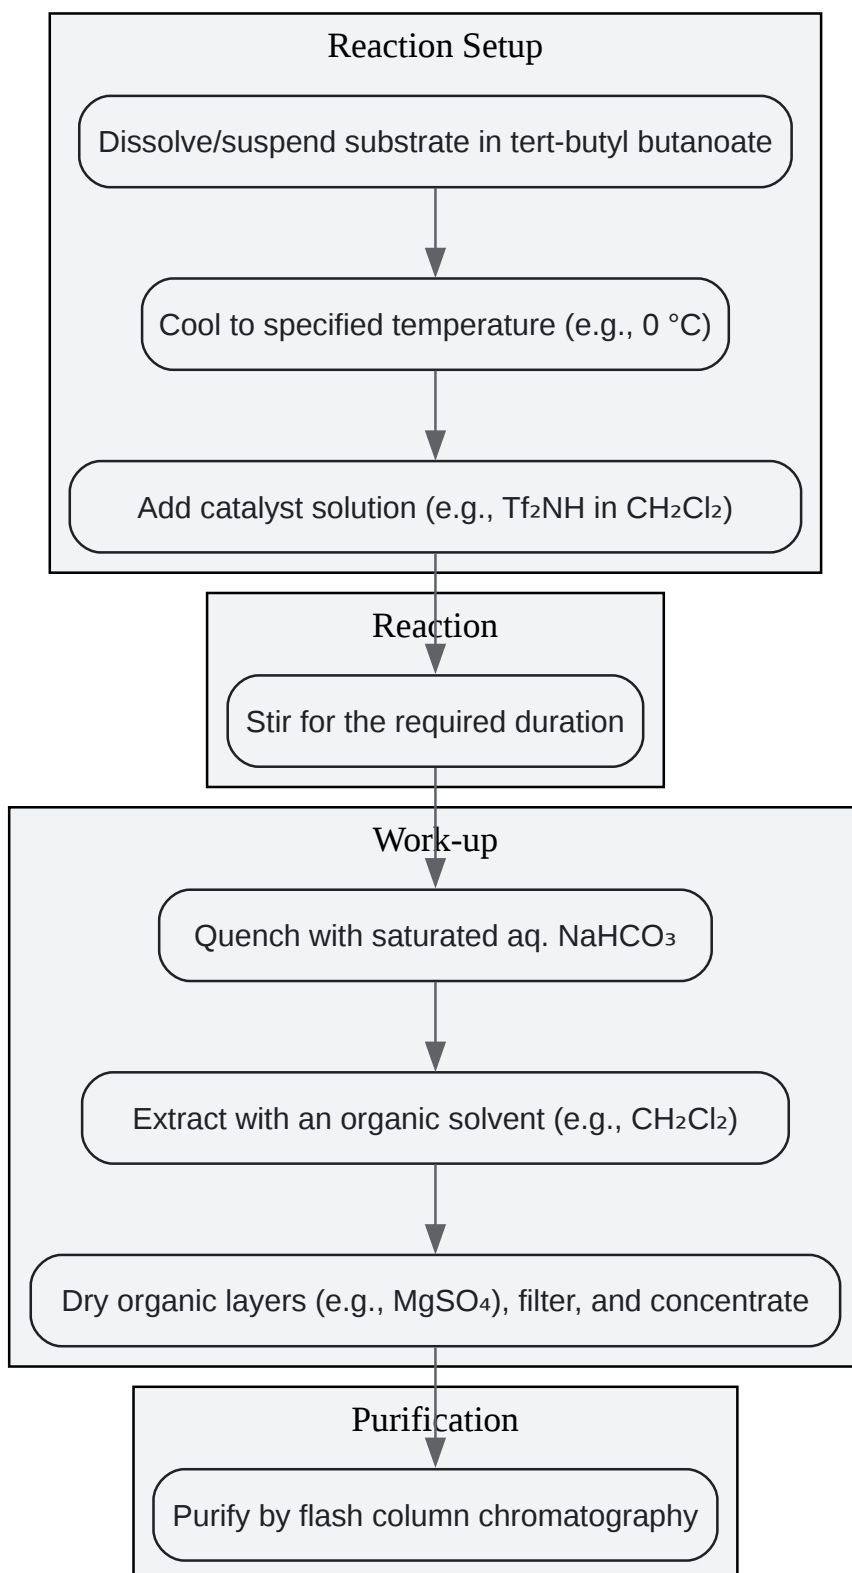 Reaction Setup
Dissolve/suspend substrate in tert-butyl butanoate
Cool to specified temperature (e.g., 0 °C)
Add catalyst solution (e.g., Tf₂NH in CH₂Cl₂)
Reaction
Stir for the required duration
Work-up
Quench with saturated aq. NaHCO₃
Extract with an organic solvent (e.g., CH₂Cl₂)
Dry organic layers (e.g., MgSO₄), filter, and concentrate
Purification
Purify by flash column chromatography